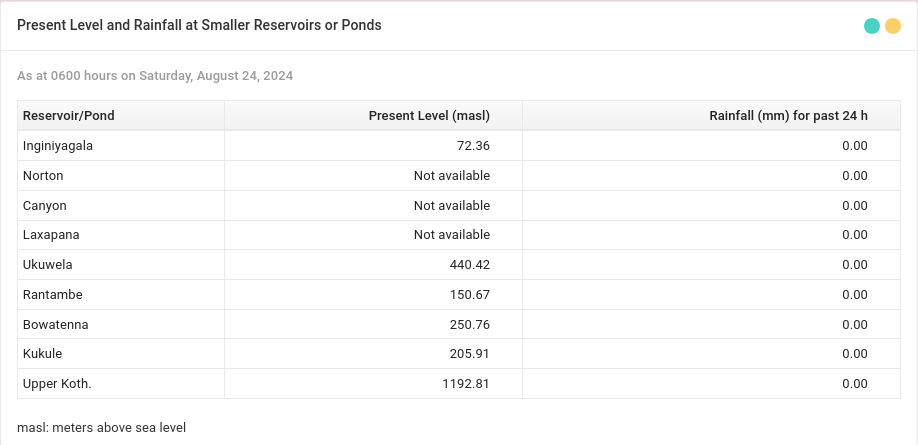 Present Level and Rainfall at Smaller Reservoirs or Ponds
As at 0600 hours on Saturday, August 24, 2024
Reservoir/Pond Present Level (masl) Rainfall (mm) for past 24 h
Inginiyagala 72.36 0.00
Norton Not available 0.00
Canyon Not available 0.00
Laxapana Not available 0.00
Ukuwela 440.42 0.00
Rantambe 150.67 0.00
Bowatenna 250.76 0.00
Kukule 205.91 0.00
Upper Koth. 1192.81 0.00
masl: meters above sea level